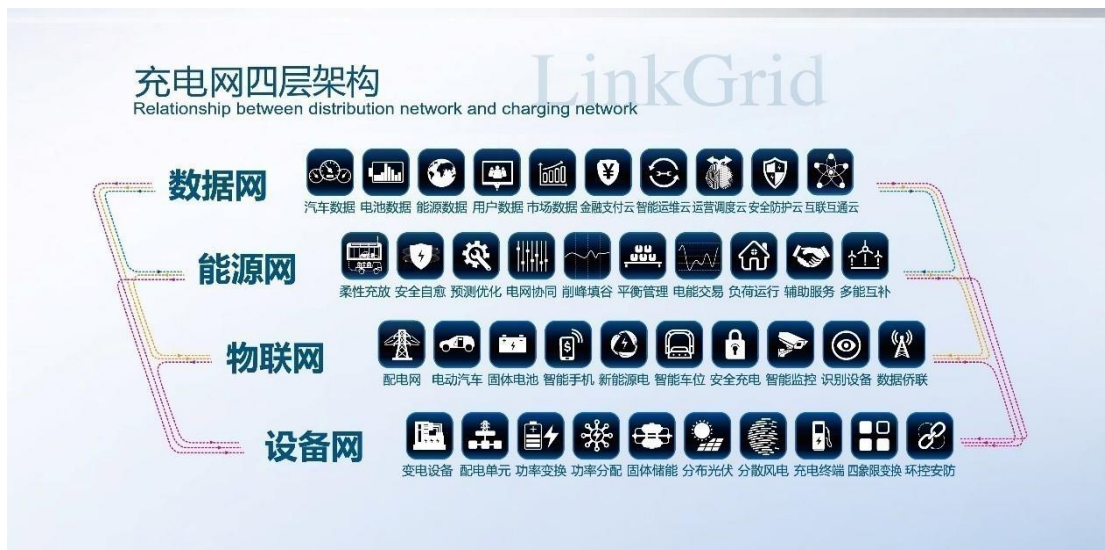 LinkGrid
充电网四层架构
Relationship between distribution network and charging network
数据网
汽车数据 电池数据 能源数据 用户数据 市场数据 金融支付云 智能运维云 运营调度云 安全防护云 互联互通云
能源网
柔性充放 安全自愈 预测优化 电网协同 削峰填谷 平衡管理 电能交易 负荷运行 辅助服务 多能互补
物联网
配电网 电动汽车 固体电池 智能手机 新能源电 智能车位 安全充电 智能监控 识别设备 数据侨联
设备网
变电设备 配电单元 功率变换 功率分配 固体储能 分布光伏 分散风电 充电终端 四象限变换 环控安防